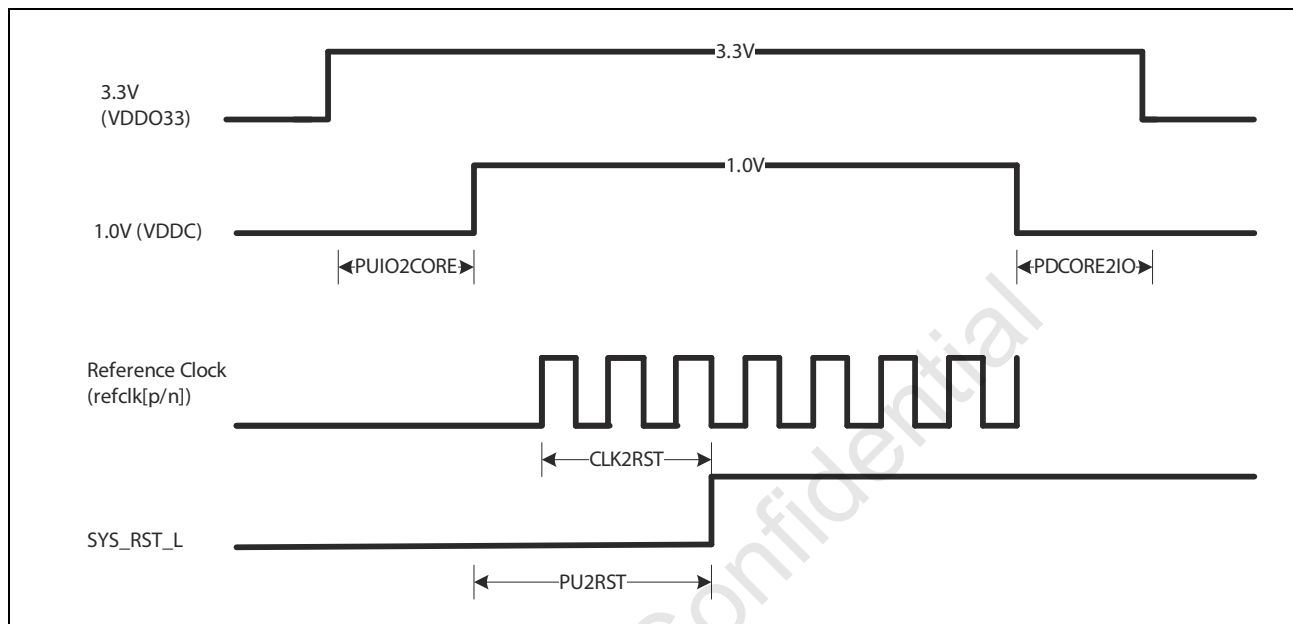 3.3V
3.3V
(VDDO33)
1.0V
1.0V (VDDC)
PUIO2CORE
PDCORE2IO
Reference Clock
(refclk[p/n])
CLK2RST
SYS_RST_L
PU2RST
Confidential